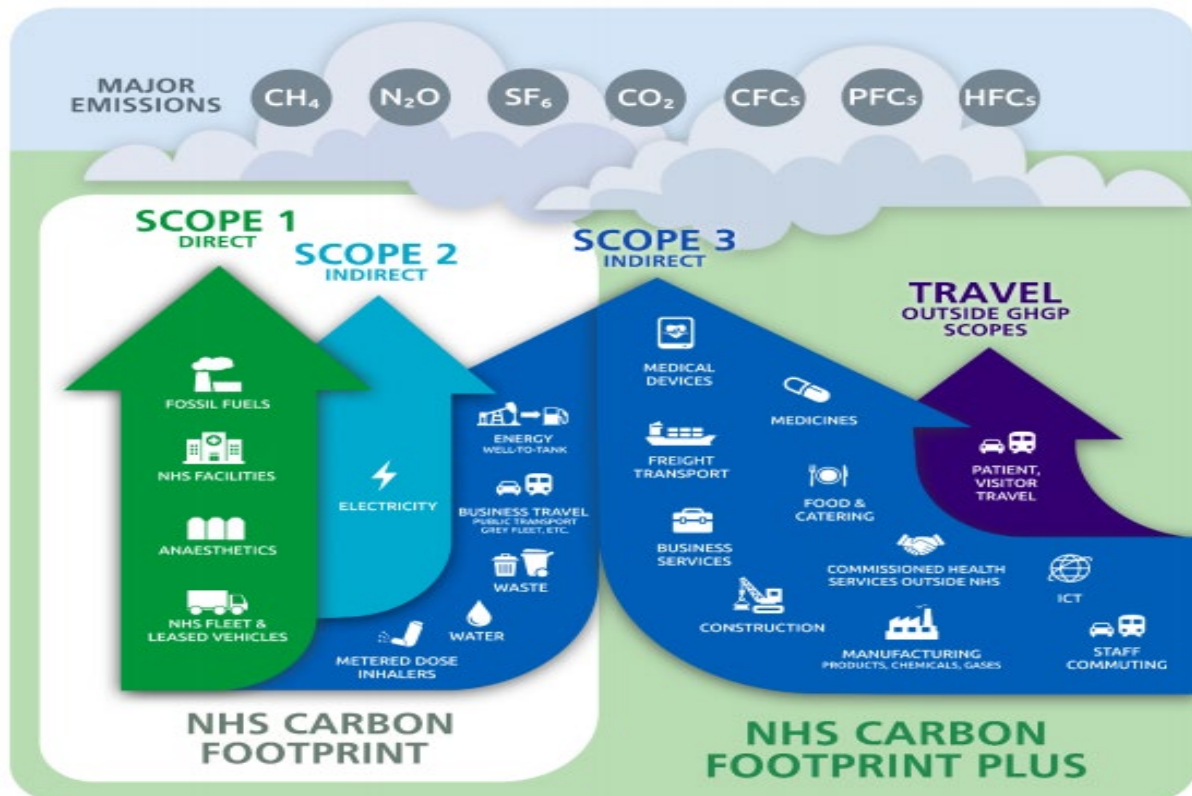 MAJOR
EMISSIONS
CH₄
N₂O
SF₆
CO₂
CFCs
PFCs
HFCs
SCOPE 1
DIRECT
SCOPE 2
INDIRECT
SCOPE 3
INDIRECT
TRAVEL
OUTSIDE GHGP
SCOPES
FOSSIL FUELS
NHS FACILITIES
ANAESTHETICS
NHS FLEET &
LEASED VEHICLES
ELECTRICITY
ENERGY
WELL-TO-TANK
BUSINESS TRAVEL
PUBLIC TRANSPORT
GREY FLEET, ETC.
WASTE
WATER
METERED DOSE
INHALERS
MEDICAL
DEVICES
MEDICINES
FREIGHT
TRANSPORT
FOOD &
CATERING
BUSINESS
SERVICES
COMMISSIONED HEALTH
SERVICES OUTSIDE NHS
CONSTRUCTION
MANUFACTURING
PRODUCTS, CHEMICALS, GASES
ICT
STAFF
COMMUTING
PATIENT,
VISITOR
TRAVEL
NHS CARBON
FOOTPRINT
NHS CARBON
FOOTPRINT PLUS